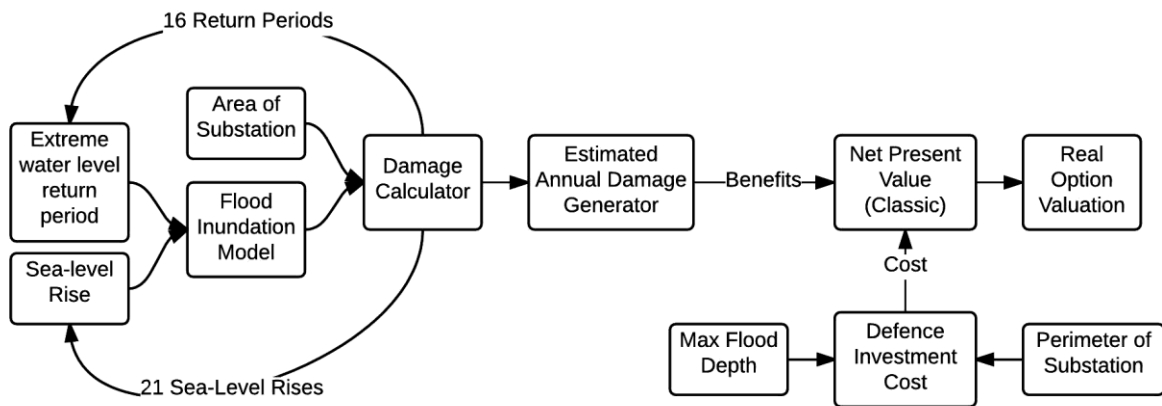 16 Return Periods
Extreme
water level
return
period
Sea-level
Rise
Area of
Substation
Flood
Inundation
Model
Damage
Calculator
21 Sea-Level Rises
Estimated
Annual Damage
Generator
Benefits
Net Present
Value
(Classic)
Real
Option
Valuation
Cost
Max Flood
Depth
Defence
Investment
Cost
Perimeter of
Substation